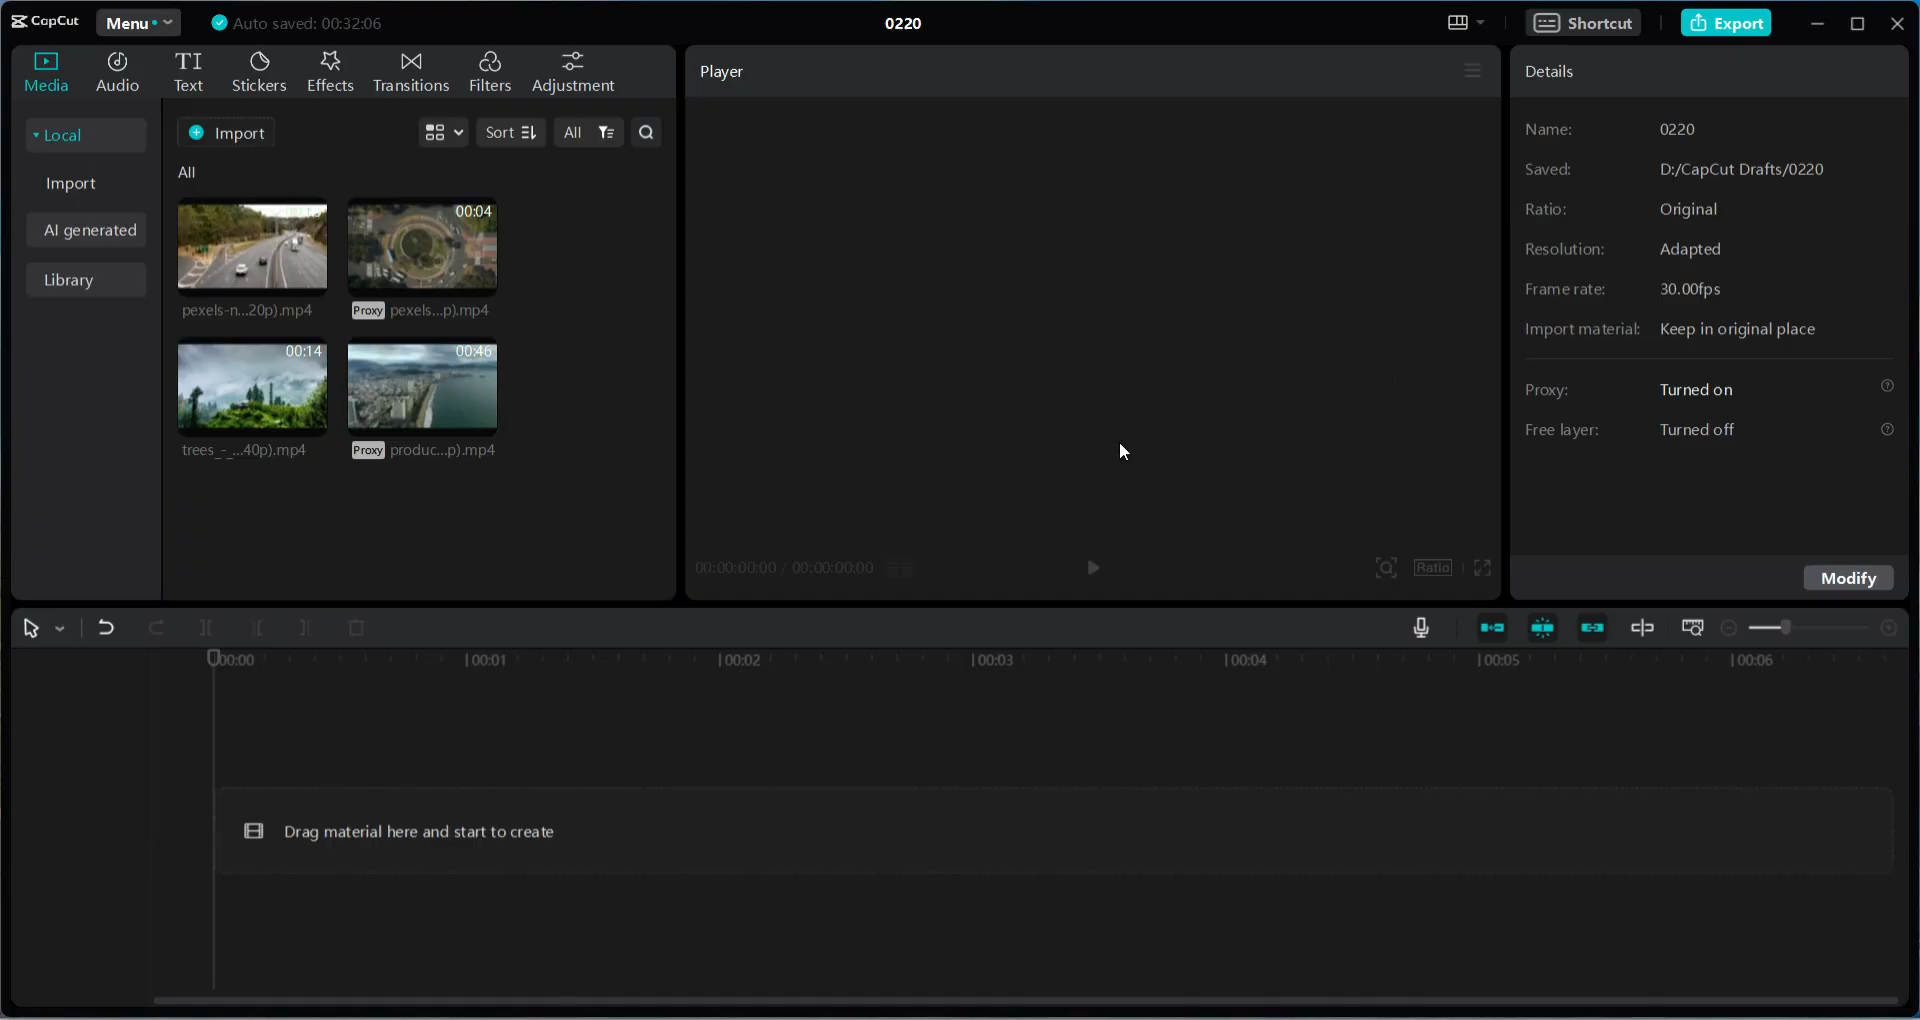 CapCut Menu Auto saved: 00:32:06 0220 Shortcut Export
Media Audio Text Stickers Effects Transitions Filters Adjustment
Local
Import
AI generated
Library
Import Sort All
All
00:04
pexels-n...20p).mp4
Proxy pexels...p).mp4
00:14
00:46
trees_-_...40p).mp4
Proxy produc...p).mp4
Player
00:00:00:00 / 00:00:00:00
Ratio
Details
Name: 0220
Saved: D:/CapCut Drafts/0220
Ratio: Original
Resolution: Adapted
Frame rate: 30.00fps
Import material: Keep in original place
Proxy: Turned on
Free layer: Turned off
Modify
00:00 00:01 00:02 00:03 00:04 00:05 00:06
Drag material here and start to create